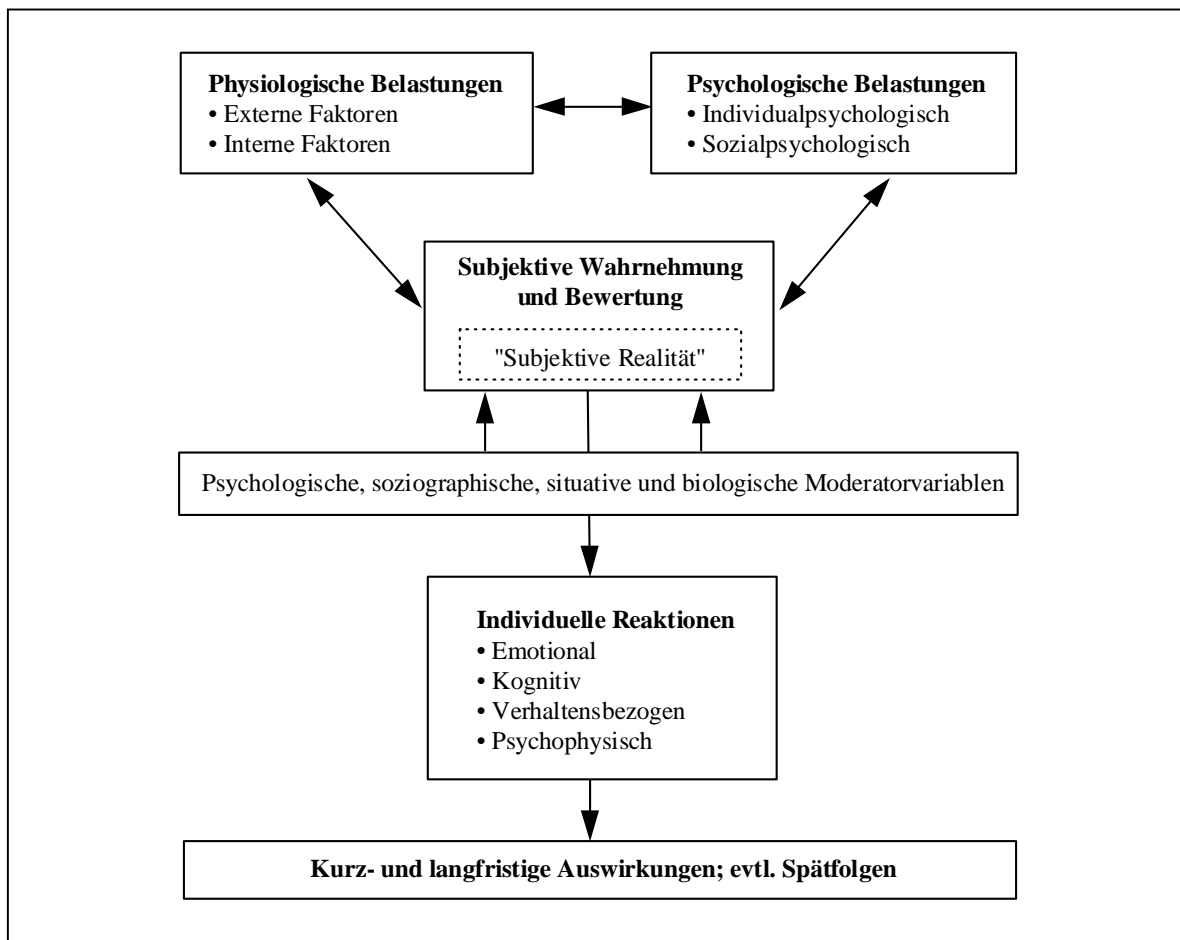 Physiologische Belastungen
• Externe Faktoren
• Interne Faktoren
Psychologische Belastungen
• Individualpsychologisch
• Sozialpsychologisch
Subjektive Wahrnehmung
und Bewertung
"Subjektive Realität"
Psychologische, soziographische, situative und biologische Moderatorvariablen
Individuelle Reaktionen
• Emotional
• Kognitiv
• Verhaltensbezogen
• Psychophysisch
Kurz- und langfristige Auswirkungen; evtl. Spätfolgen